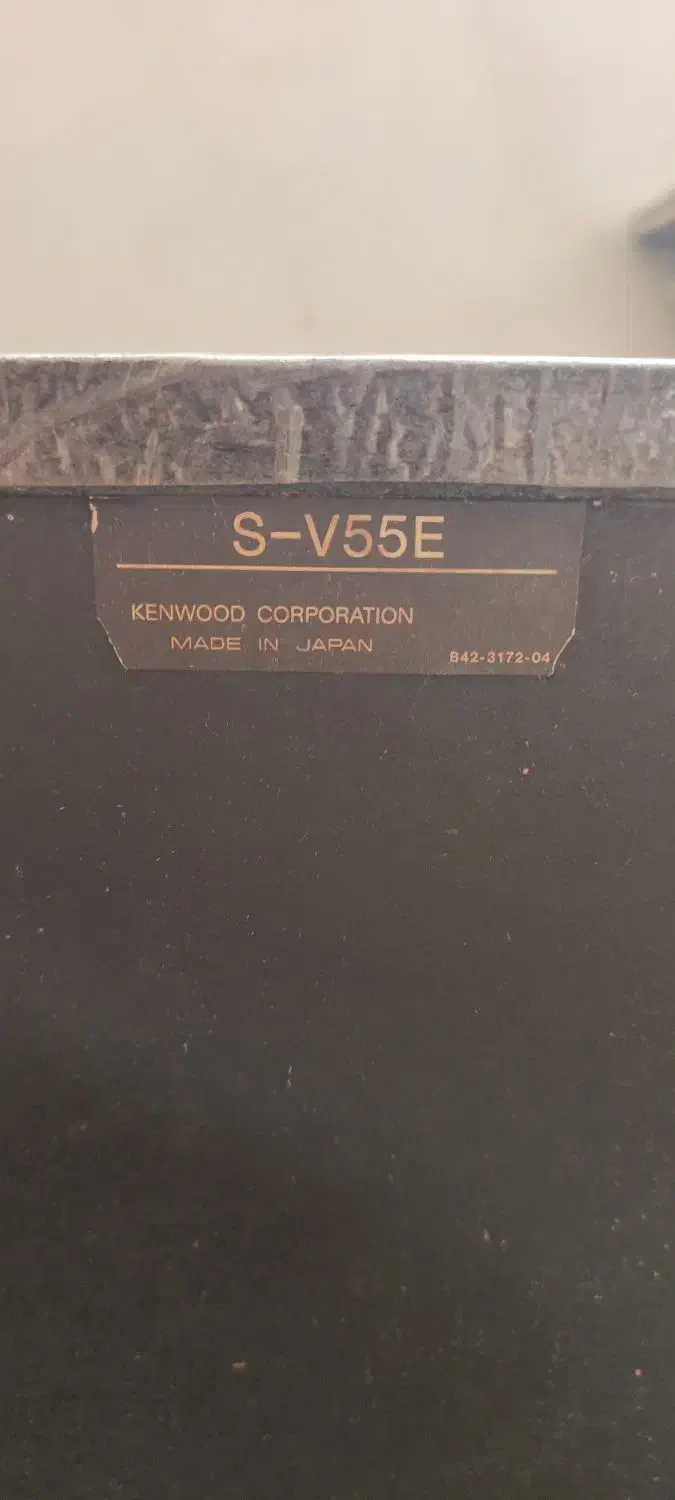 S-V55E
KENWOOD CORPORATION
MADE IN JAPAN
B42-3172-04